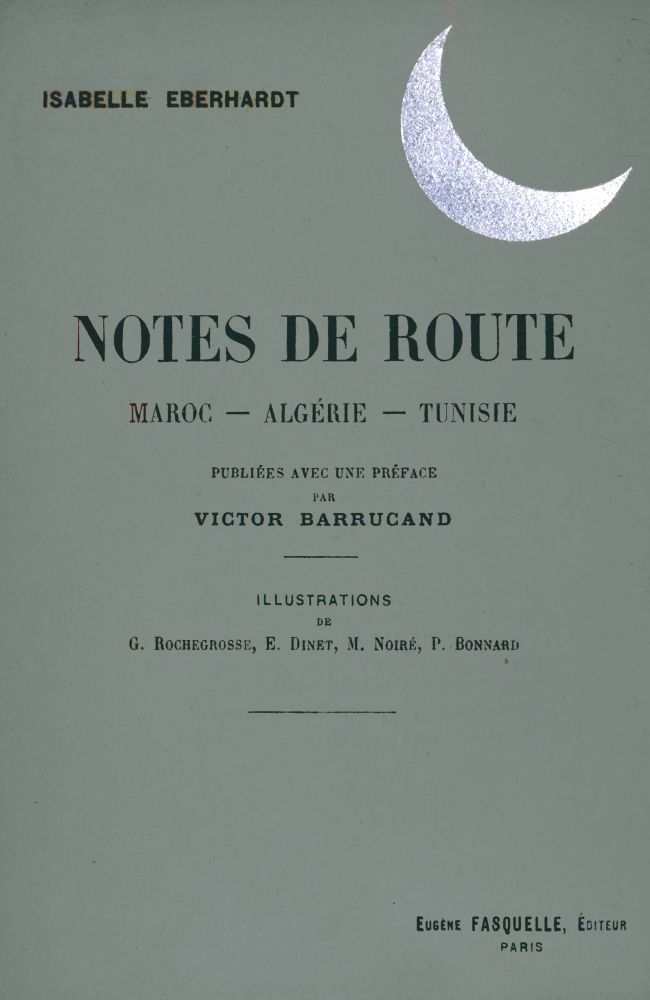 ISABELLE EBERHARDT
NOTES DE ROUTE
MAROC — ALGÉRIE — TUNISIE
PUBLIÉES AVEC UNE PRÉFACE
PAR
VICTOR BARRUCAND
ILLUSTRATIONS
DE
G. ROCHEGROSSE, E. DINET, M. NOIRÉ, P. BONNARD
EUGÈNE FASQUELLE, ÉDITEUR
PARIS